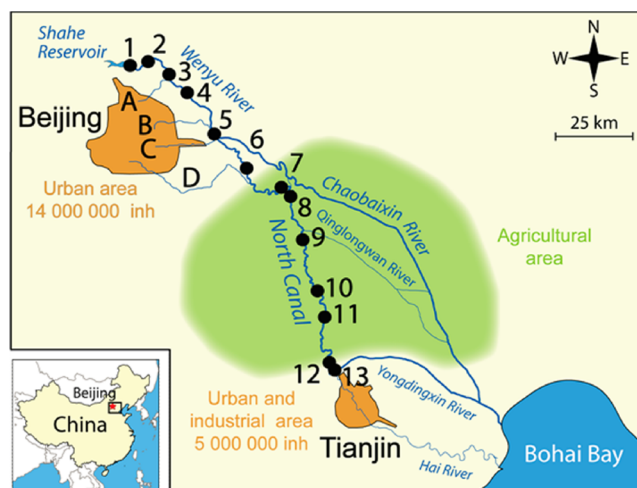 Shahe
Reservoir
1
2
3
4
5
6
7
8
9
10
11
12
13
Wenyu River
A
B
C
D
Beijing
Urban area
14 000 000 inh
N
W
E
S
25 km
Chaobaixin River
Qinglongwan River
North Canal
Agricultural
area
Yongdingxin River
Urban and
industrial area
5 000 000 inh
Tianjin
Hai River
Bohai Bay
Beijing
China